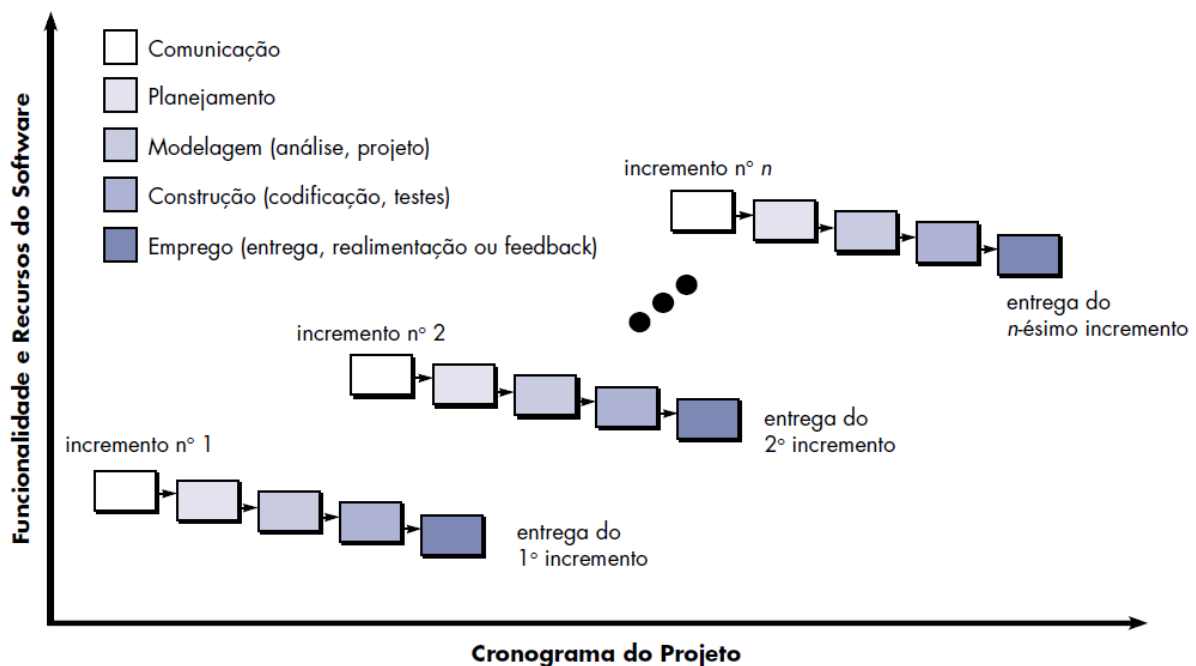 Funcionalidade e Recursos do Software
Comunicação
Planejamento
Modelagem (análise, projeto)
Construção (codificação, testes)
Emprego (entrega, realimentação ou feedback)
incremento n° n
entrega do
n-ésimo incremento
incremento n° 2
entrega do
2° incremento
incremento n° 1
entrega do
1° incremento
Cronograma do Projeto